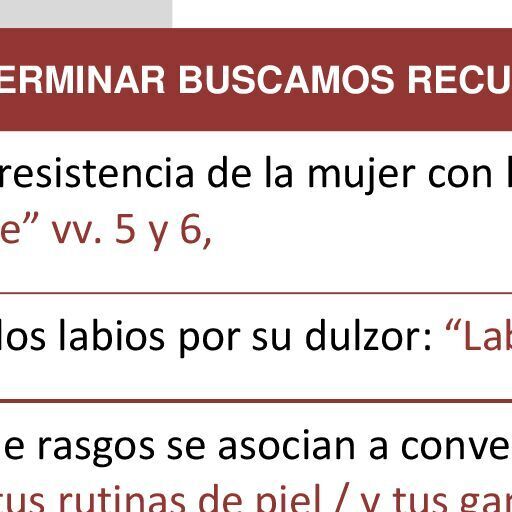 ERMINAR BUSCAMOS RECU
resistencia de la mujer con
e” vv. 5 y 6,
los labios por su dulzor: “Lab
e rasgos se asocian a conve
tus rutinas de piel / y tus gar